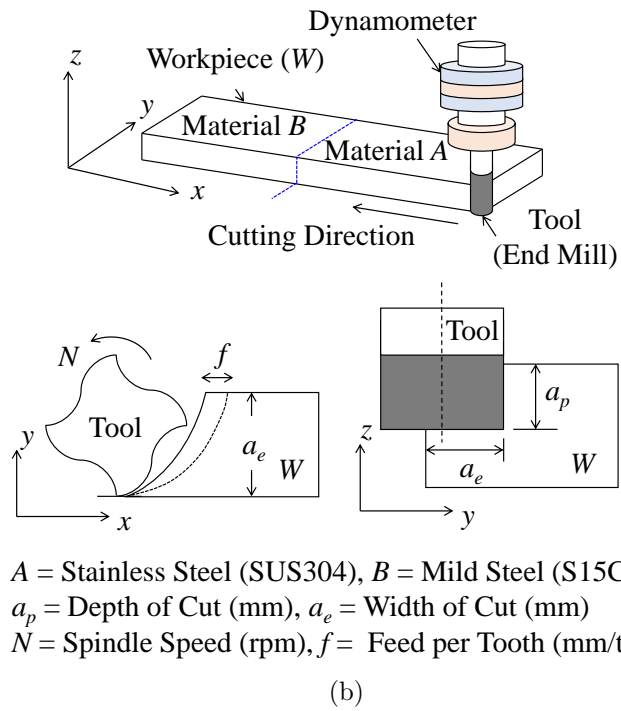 Dynamometer
z
Workpiece (W)
y
Material B
Material A
x
Cutting Direction
Tool
(End Mill)
N
f
Tool
Tool
y
a_e
W
x
a_p
z
a_e
W
y
A = Stainless Steel (SUS304), B = Mild Steel (S15C
a_p = Depth of Cut (mm), a_e = Width of Cut (mm)
N = Spindle Speed (rpm), f = Feed per Tooth (mm/t
(b)